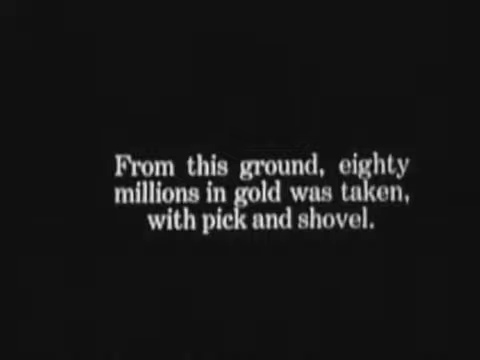 From this ground, eighty
millions in gold was taken,
with pick and shovel.